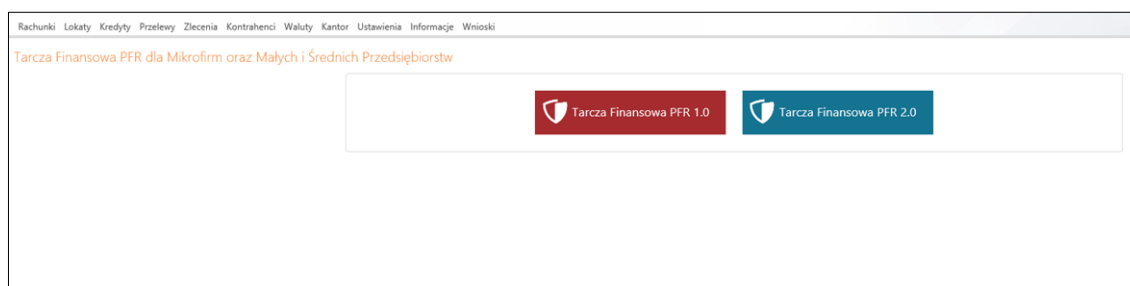 Rachunki Lokaty Kredyty Przelewy Zlecenia Kontrahenci Waluty Kantor Ustawienia Informacje Wnioski
Tarcza Finansowa PFR dla Mikrofirm oraz Małych i Średnich Przedsiębiorstw
Tarcza Finansowa PFR 1.0
Tarcza Finansowa PFR 2.0